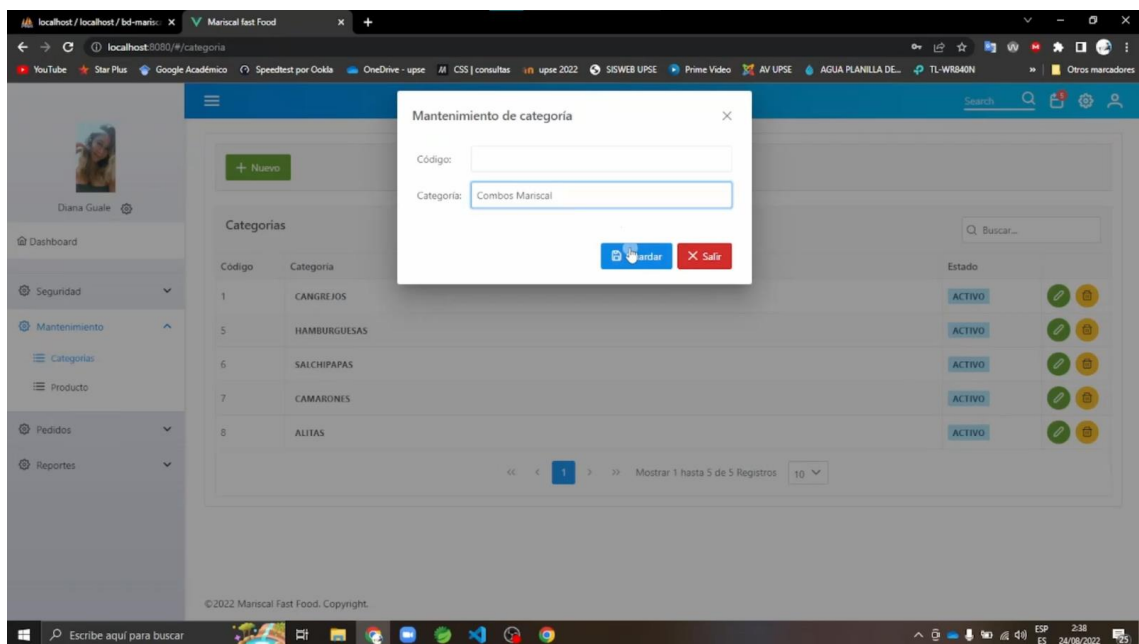 localhost / localhost / bd-marisc
Mariscal fast Food
localhost:8080/#/categoria
YouTube Star Plus Google Académico Speedtest por Ookla OneDrive - upse CSS | consultas upse 2022 SISWEB UPSE Prime Video AV UPSE AGUA PLANILLA DE... TL-WR840N » Otros marcadores
Search
Mantenimiento de categoría
Código:
Categoría: Combos Mariscal
Guardar Salir
Diana Guale
Dashboard
Seguridad
Mantenimiento
Categorías
Producto
Pedidos
Reportes
+ Nuevo
Categorias
Buscar...
Código Categoría Estado
1 CANGREJOS ACTIVO
5 HAMBURGUESAS ACTIVO
6 SALCHIPAPAS ACTIVO
7 CAMARONES ACTIVO
8 ALITAS ACTIVO
<< < 1 > >> Mostrar 1 hasta 5 de 5 Registros 10
©2022 Mariscal Fast Food. Copyright.
Escribe aquí para buscar
ESP 2:38
ES 24/08/2022